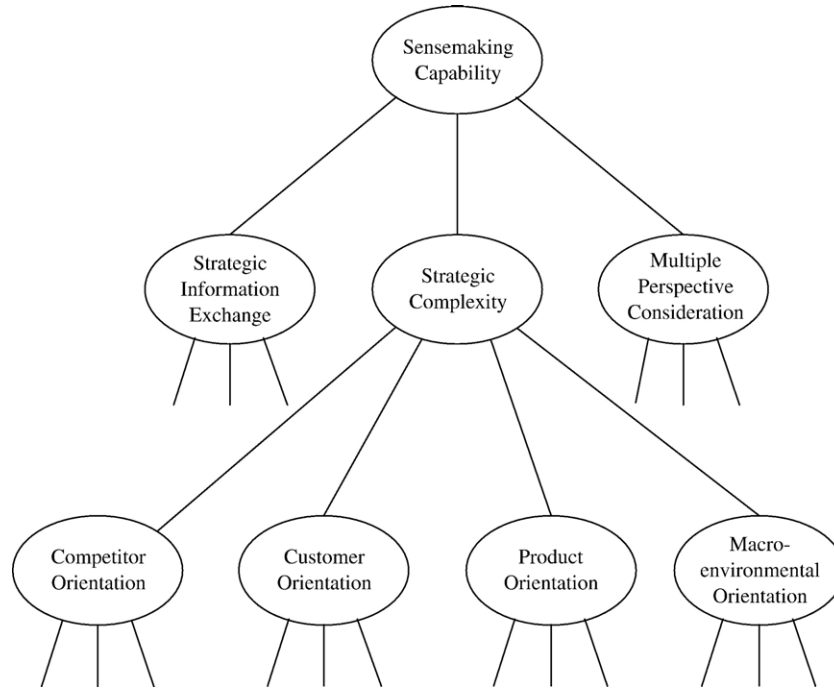 Sensemaking
Capability
Strategic
Information
Exchange
Strategic
Complexity
Multiple
Perspective
Consideration
Competitor
Orientation
Customer
Orientation
Product
Orientation
Macro-
environmental
Orientation